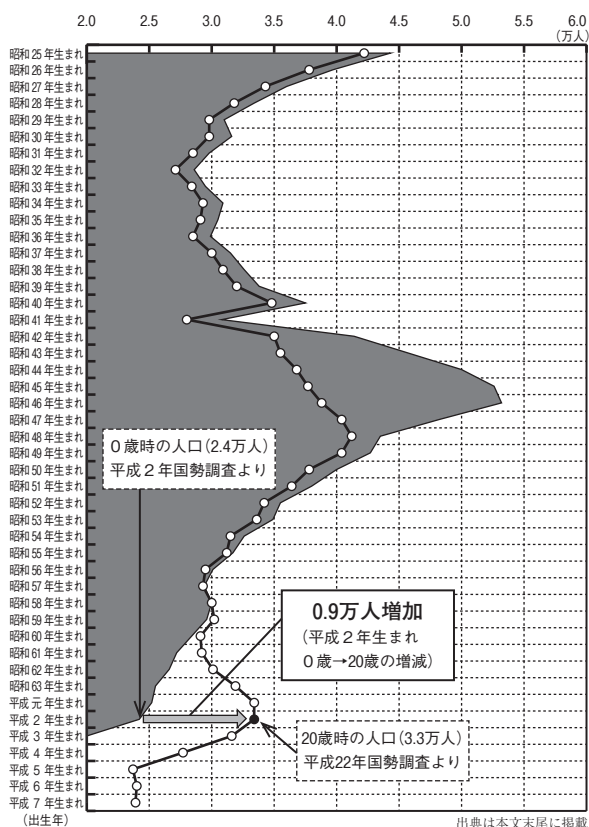 2.0 2.5 3.0 3.5 4.0 4.5 5.0 5.5 6.0
(万人)
昭和25年生まれ
昭和26年生まれ
昭和27年生まれ
昭和28年生まれ
昭和29年生まれ
昭和30年生まれ
昭和31年生まれ
昭和32年生まれ
昭和33年生まれ
昭和34年生まれ
昭和35年生まれ
昭和36年生まれ
昭和37年生まれ
昭和38年生まれ
昭和39年生まれ
昭和40年生まれ
昭和41年生まれ
昭和42年生まれ
昭和43年生まれ
昭和44年生まれ
昭和45年生まれ
昭和46年生まれ
昭和47年生まれ
昭和48年生まれ
昭和49年生まれ
昭和50年生まれ
昭和51年生まれ
昭和52年生まれ
昭和53年生まれ
昭和54年生まれ
昭和55年生まれ
昭和56年生まれ
昭和57年生まれ
昭和58年生まれ
昭和59年生まれ
昭和60年生まれ
昭和61年生まれ
昭和62年生まれ
昭和63年生まれ
平成元年生まれ
平成2年生まれ
平成3年生まれ
平成4年生まれ
平成5年生まれ
平成6年生まれ
平成7年生まれ
(出生年)
0歳時の人口(2.4万人)
平成2年国勢調査より
0.9万人増加
(平成2年生まれ
0歳→20歳の増減)
20歳時の人口(3.3万人)
平成22年国勢調査より
出典は本文末尾に掲載